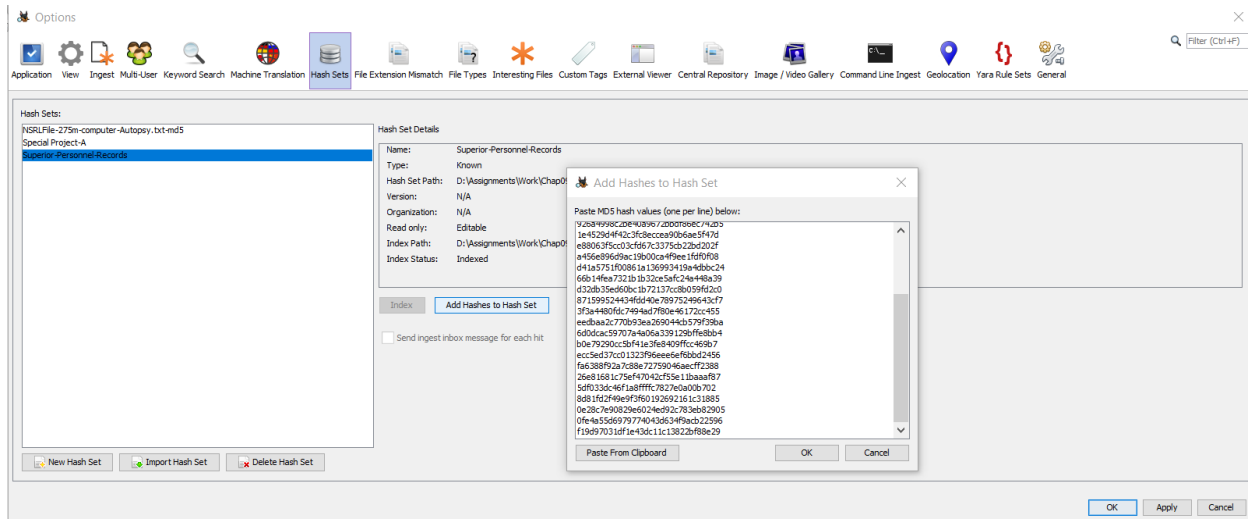 Options
Filter (Ctrl+F)
Application View Ingest Multi-User Keyword Search Machine Translation Hash Sets File Extension Mismatch File Types Interesting Files Custom Tags External Viewer Central Repository Image / Video Gallery Command Line Ingest Geolocation Yara Rule Sets General
Hash Sets:
NSRLFile-275m-computer-Autopsy.txt-md5
Special Project-A
Superior-Personnel-Records
New Hash Set Import Hash Set Delete Hash Set
Hash Set Details
Name: Superior-Personnel-Records
Type: Known
Hash Set Path: D:\Assignments\Work\Chap09
Version: N/A
Organization: N/A
Read only: Editable
Index Path: D:\Assignments\Work\Chap09
Index Status: Indexed
Index Add Hashes to Hash Set
Send ingest inbox message for each hit
Add Hashes to Hash Set
Paste MD5 hash values (one per line) below:
926a4998c2be40a9672bbdf86ec742b5
1e4529d4f42c3fc8eccea90b6ae5f47d
e88063f5cc03cfd67c3375cb22bd202f
a456e896d9ac19b00ca4f9ee1fdf0f08
d41a5751f00861a136993419a4dbbc24
66b14fea7321b1b32ce5afc24a448a39
d32db35ed60bc1b72137cc8b059fd2c0
871599524434fdd40e78975249643cf7
3f3a4480fdc7494ad7f80e46172cc455
eedbaa2c770b93ea269044cb579f39ba
6d0dcac59707a4a06a339129bffe8bb4
b0e79290cc5bf41e3fe8409ffcc469b7
ecc5ed37cc01323f96eee6ef6bbd2456
fa6388f92a7c88e72759046aecff2388
26e81681c75ef47042cf55e11baaaf87
5df033dc46f1a8ffffc7827e0a00b702
8d81fd2f49e9f3f60192692161c31885
0e28c7e90829e6024ed92c783eb82905
0fe4a55d6979774043d634f9acb22596
f19d97031df1e43dc11c13822bf88e29
Paste From Clipboard OK Cancel
OK Apply Cancel